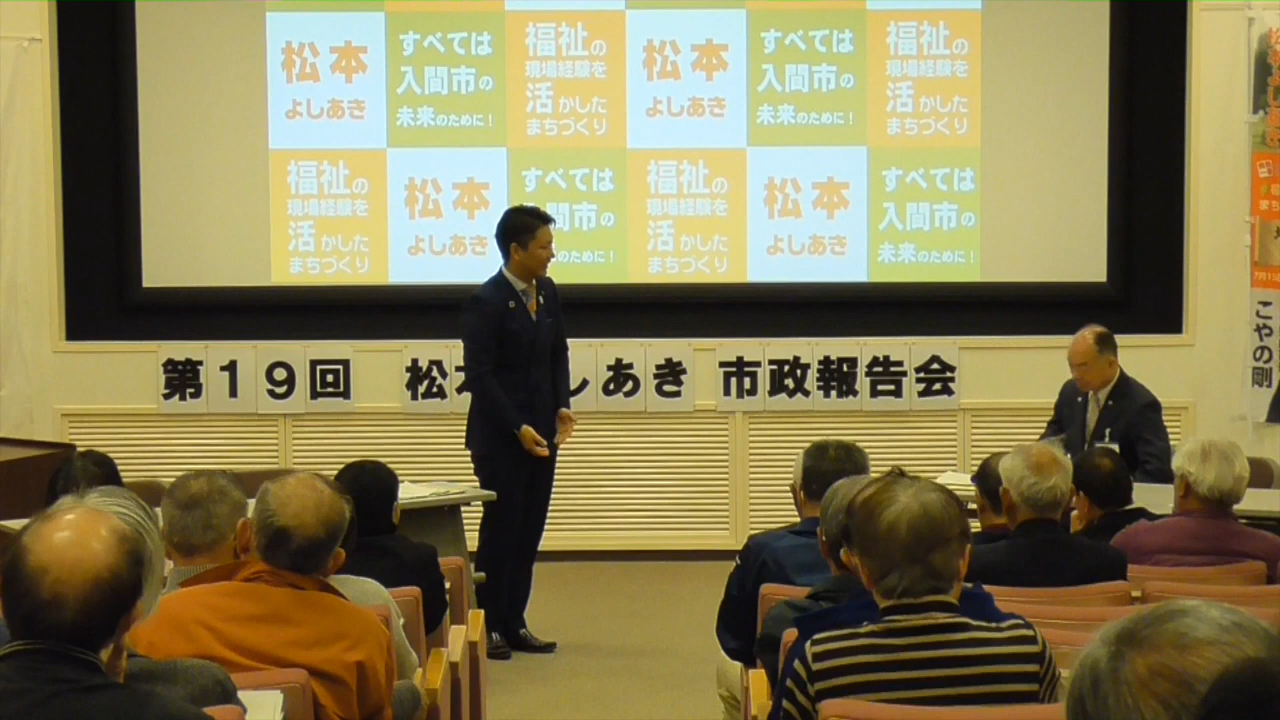 松本
よしあき
すべては
入間市の
未来のために!
福祉の
現場経験を
活かした
まちづくり
松本
よしあき
すべては
入間市の
未来のために!
福祉の
現場経験を
活かした
まちづくり
福祉の
現場経験を
活かした
まちづくり
松本
よしあき
すべては
間市の
のために!
福祉の
現場経験を
活かした
まちづくり
松本
よしあき
すべては
入間市の
未来のために!
第19回 松 しあき 市政報告会
こやの剛